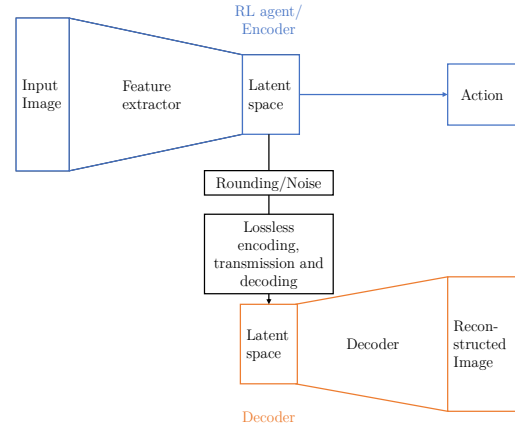 RL agent/
Encoder
Input
Image
Feature
extractor
Latent
space
Action
Rounding/Noise
Lossless
encoding,
transmission and
decoding
Latent
space
Decoder
Recon-
structed
Image
Decoder